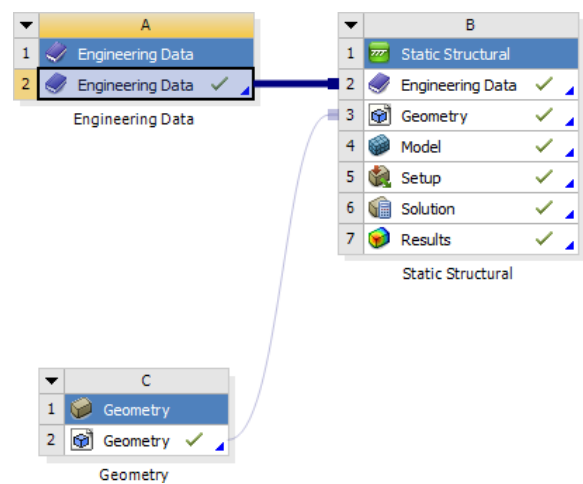 A
1 Engineering Data
2 Engineering Data
Engineering Data
B
1 Static Structural
2 Engineering Data
3 Geometry
4 Model
5 Setup
6 Solution
7 Results
Static Structural
C
1 Geometry
2 Geometry
Geometry